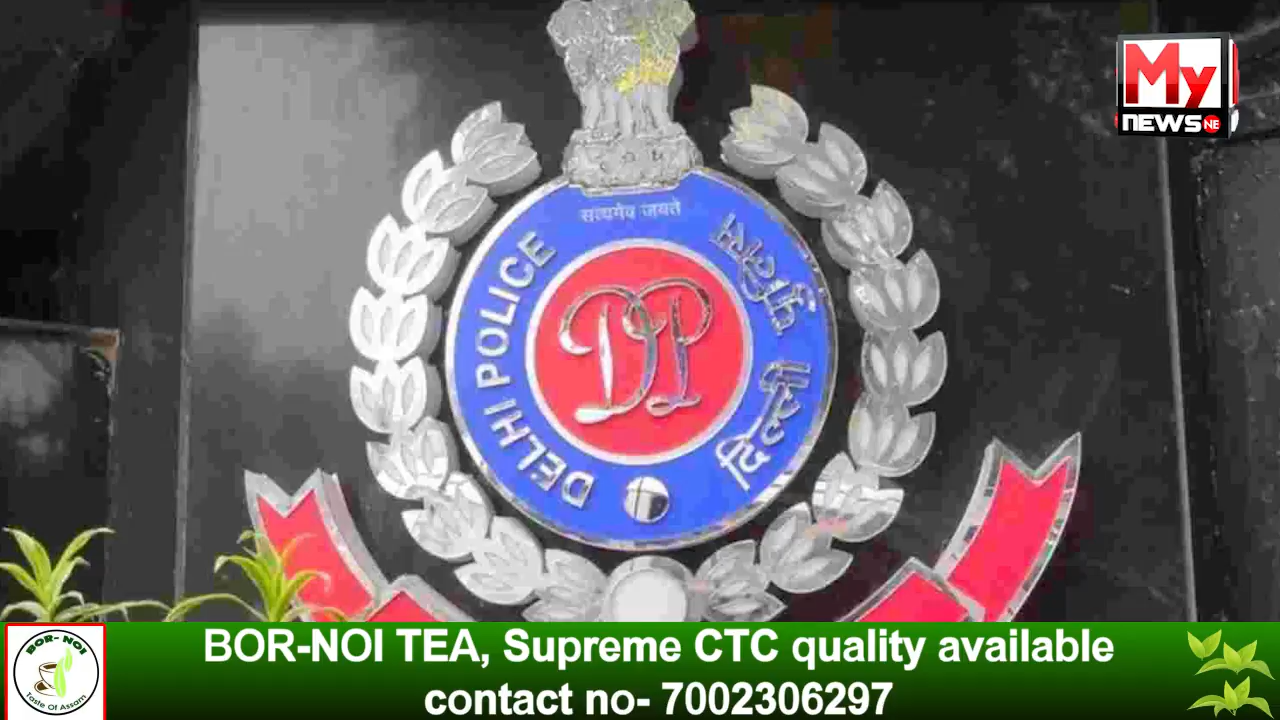 My
NEWS NE
सत्यमेव जयते
DELHI POLICE
दिल्ली पुलिस
DP
BOR- NOI
Taste Of Assam
BOR-NOI TEA, Supreme CTC quality available
contact no- 7002306297